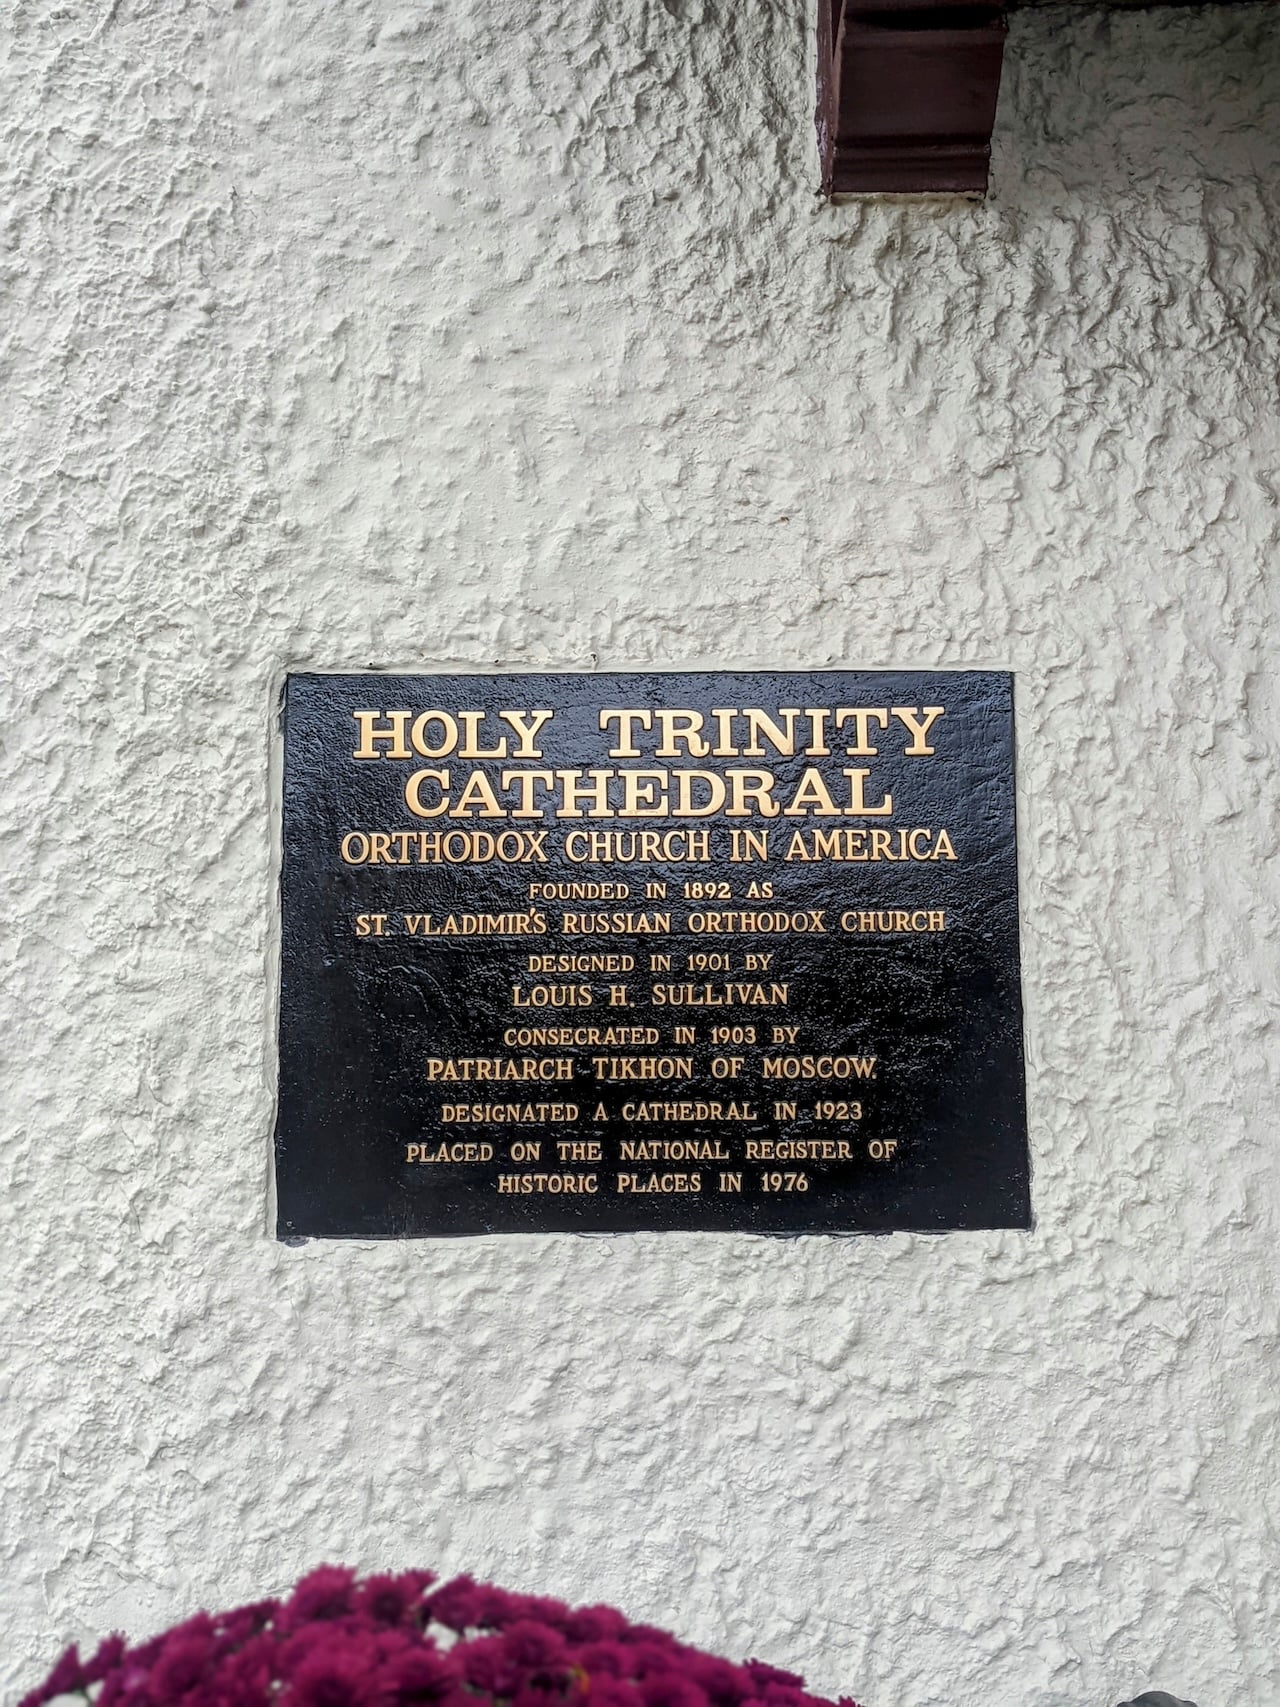 HOLY TRINITY
CATHEDRAL
ORTHODOX CHURCH IN AMERICA
FOUNDED IN 1892 AS
ST. VLADIMIR'S RUSSIAN ORTHODOX CHURCH
DESIGNED IN 1901 BY
LOUIS H. SULLIVAN
CONSECRATED IN 1903 BY
PATRIARCH TIKHON OF MOSCOW.
DESIGNATED A CATHEDRAL IN 1923
PLACED ON THE NATIONAL REGISTER OF
HISTORIC PLACES IN 1976